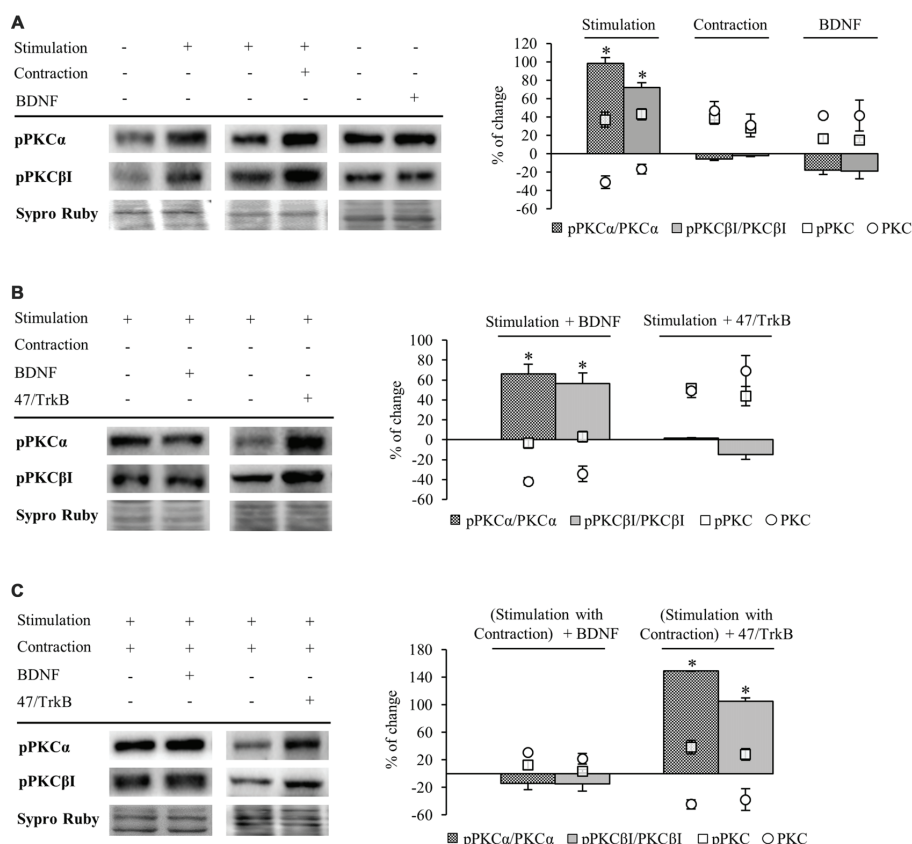 A
Stimulation - + + + - -
Contraction - - - + - -
BDNF - - - - - +
pPKCα
pPKCβI
Sypro Ruby
Stimulation Contraction BDNF
% of change
120
100
80
60
40
20
0
-20
-40
-60
* *
pPKCα/PKCα pPKCβI/PKCβI pPKC PKC
B
Stimulation + + + +
Contraction - - - -
BDNF - + - -
47/TrkB - - - +
pPKCα
pPKCβI
Sypro Ruby
Stimulation + BDNF Stimulation + 47/TrkB
% of change
100
80
60
40
20
0
-20
-40
-60
* *
pPKCα/PKCα pPKCβI/PKCβI pPKC PKC
C
Stimulation + + + +
Contraction + + + +
BDNF - + - -
47/TrkB - - - +
pPKCα
pPKCβI
Sypro Ruby
(Stimulation with (Stimulation with
Contraction) + BDNF Contraction) + 47/TrkB
% of change
180
140
100
60
20
-20
-60
* *
pPKCα/PKCα pPKCβI/PKCβI pPKC PKC